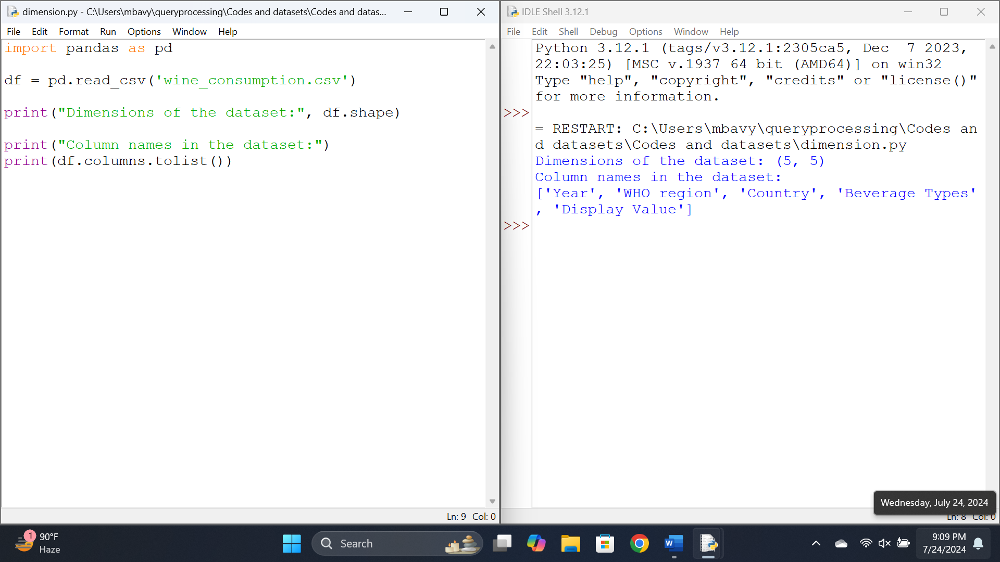 dimension.py - C:\Users\mbavy\queryprocessing\Codes and datasets\Codes and datas...
File Edit Format Run Options Window Help
import pandas as pd
df = pd.read_csv('wine_consumption.csv')
print("Dimensions of the dataset:", df.shape)
print("Column names in the dataset:")
print(df.columns.tolist())
Ln: 9 Col: 0
IDLE Shell 3.12.1
File Edit Shell Debug Options Window Help
Python 3.12.1 (tags/v3.12.1:2305ca5, Dec  7 2023,
22:03:25) [MSC v.1937 64 bit (AMD64)] on win32
Type "help", "copyright", "credits" or "license()"
for more information.
>>>
= RESTART: C:\Users\mbavy\queryprocessing\Codes an
d datasets\Codes and datasets\dimension.py
Dimensions of the dataset: (5, 5)
Column names in the dataset:
['Year', 'WHO region', 'Country', 'Beverage Types'
, 'Display Value']
>>>
Wednesday, July 24, 2024
Ln: 8 Col: 0
1
90°F
Haze
Search
W
9:09 PM
7/24/2024